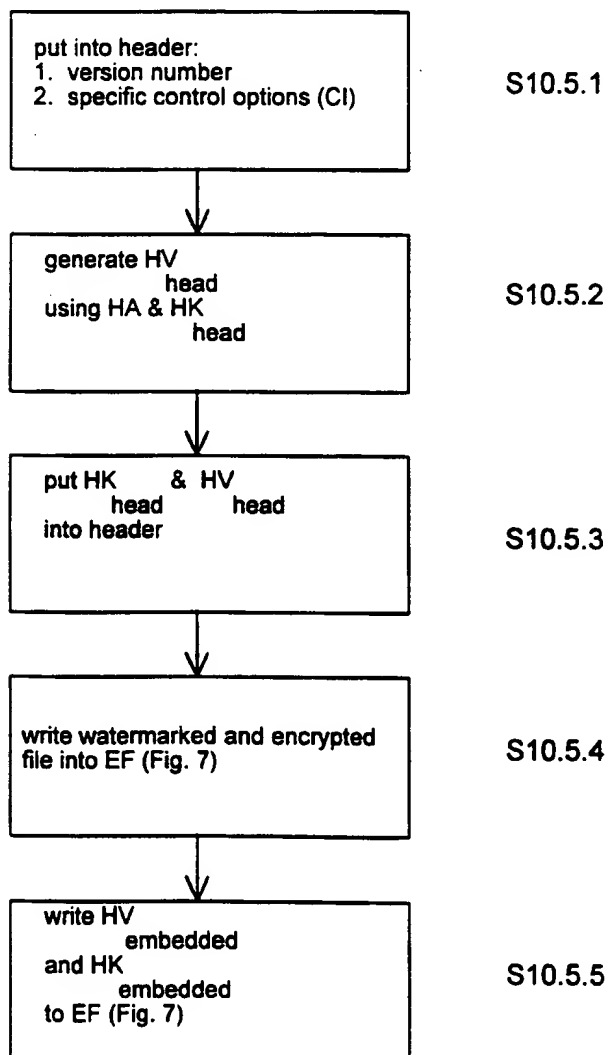 put into header:
1. version number
2. specific control options (CI)
S10.5.1
generate HV
head
using HA & HK
head
S10.5.2
put HK & HV
head head
into header
S10.5.3
write watermarked and encrypted
file into EF (Fig. 7)
S10.5.4
write HV
embedded
and HK
embedded
to EF (Fig. 7)
S10.5.5